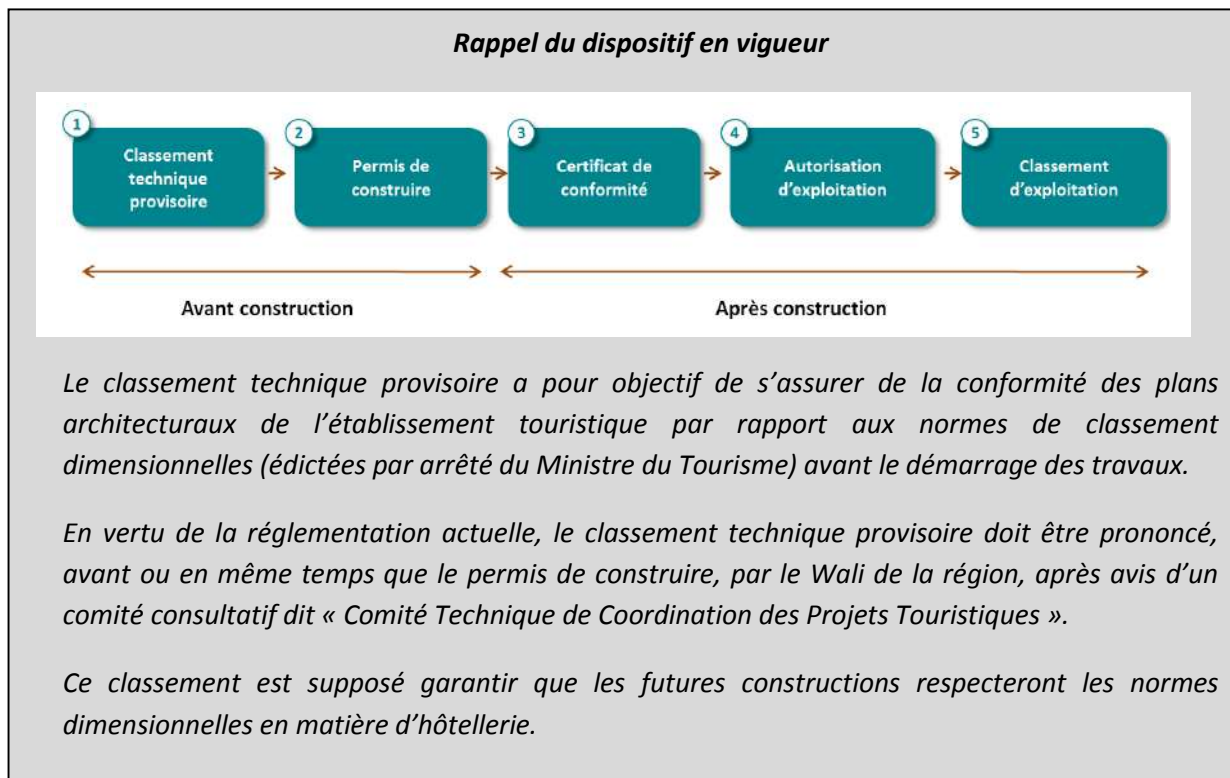 Rappel du dispositif en vigueur
1
Classement
technique
provisoire
2
Permis de
construire
3
Certificat de
conformité
4
Autorisation
d'exploitation
5
Classement
d'exploitation
Avant construction
Après construction
Le classement technique provisoire a pour objectif de s'assurer de la conformité des plans
architecturaux de l'établissement touristique par rapport aux normes de classement
dimensionnelles (édictées par arrêté du Ministre du Tourisme) avant le démarrage des travaux.
En vertu de la réglementation actuelle, le classement technique provisoire doit être prononcé,
avant ou en même temps que le permis de construire, par le Wali de la région, après avis d'un
comité consultatif dit « Comité Technique de Coordination des Projets Touristiques ».
Ce classement est supposé garantir que les futures constructions respecteront les normes
dimensionnelles en matière d'hôtellerie.